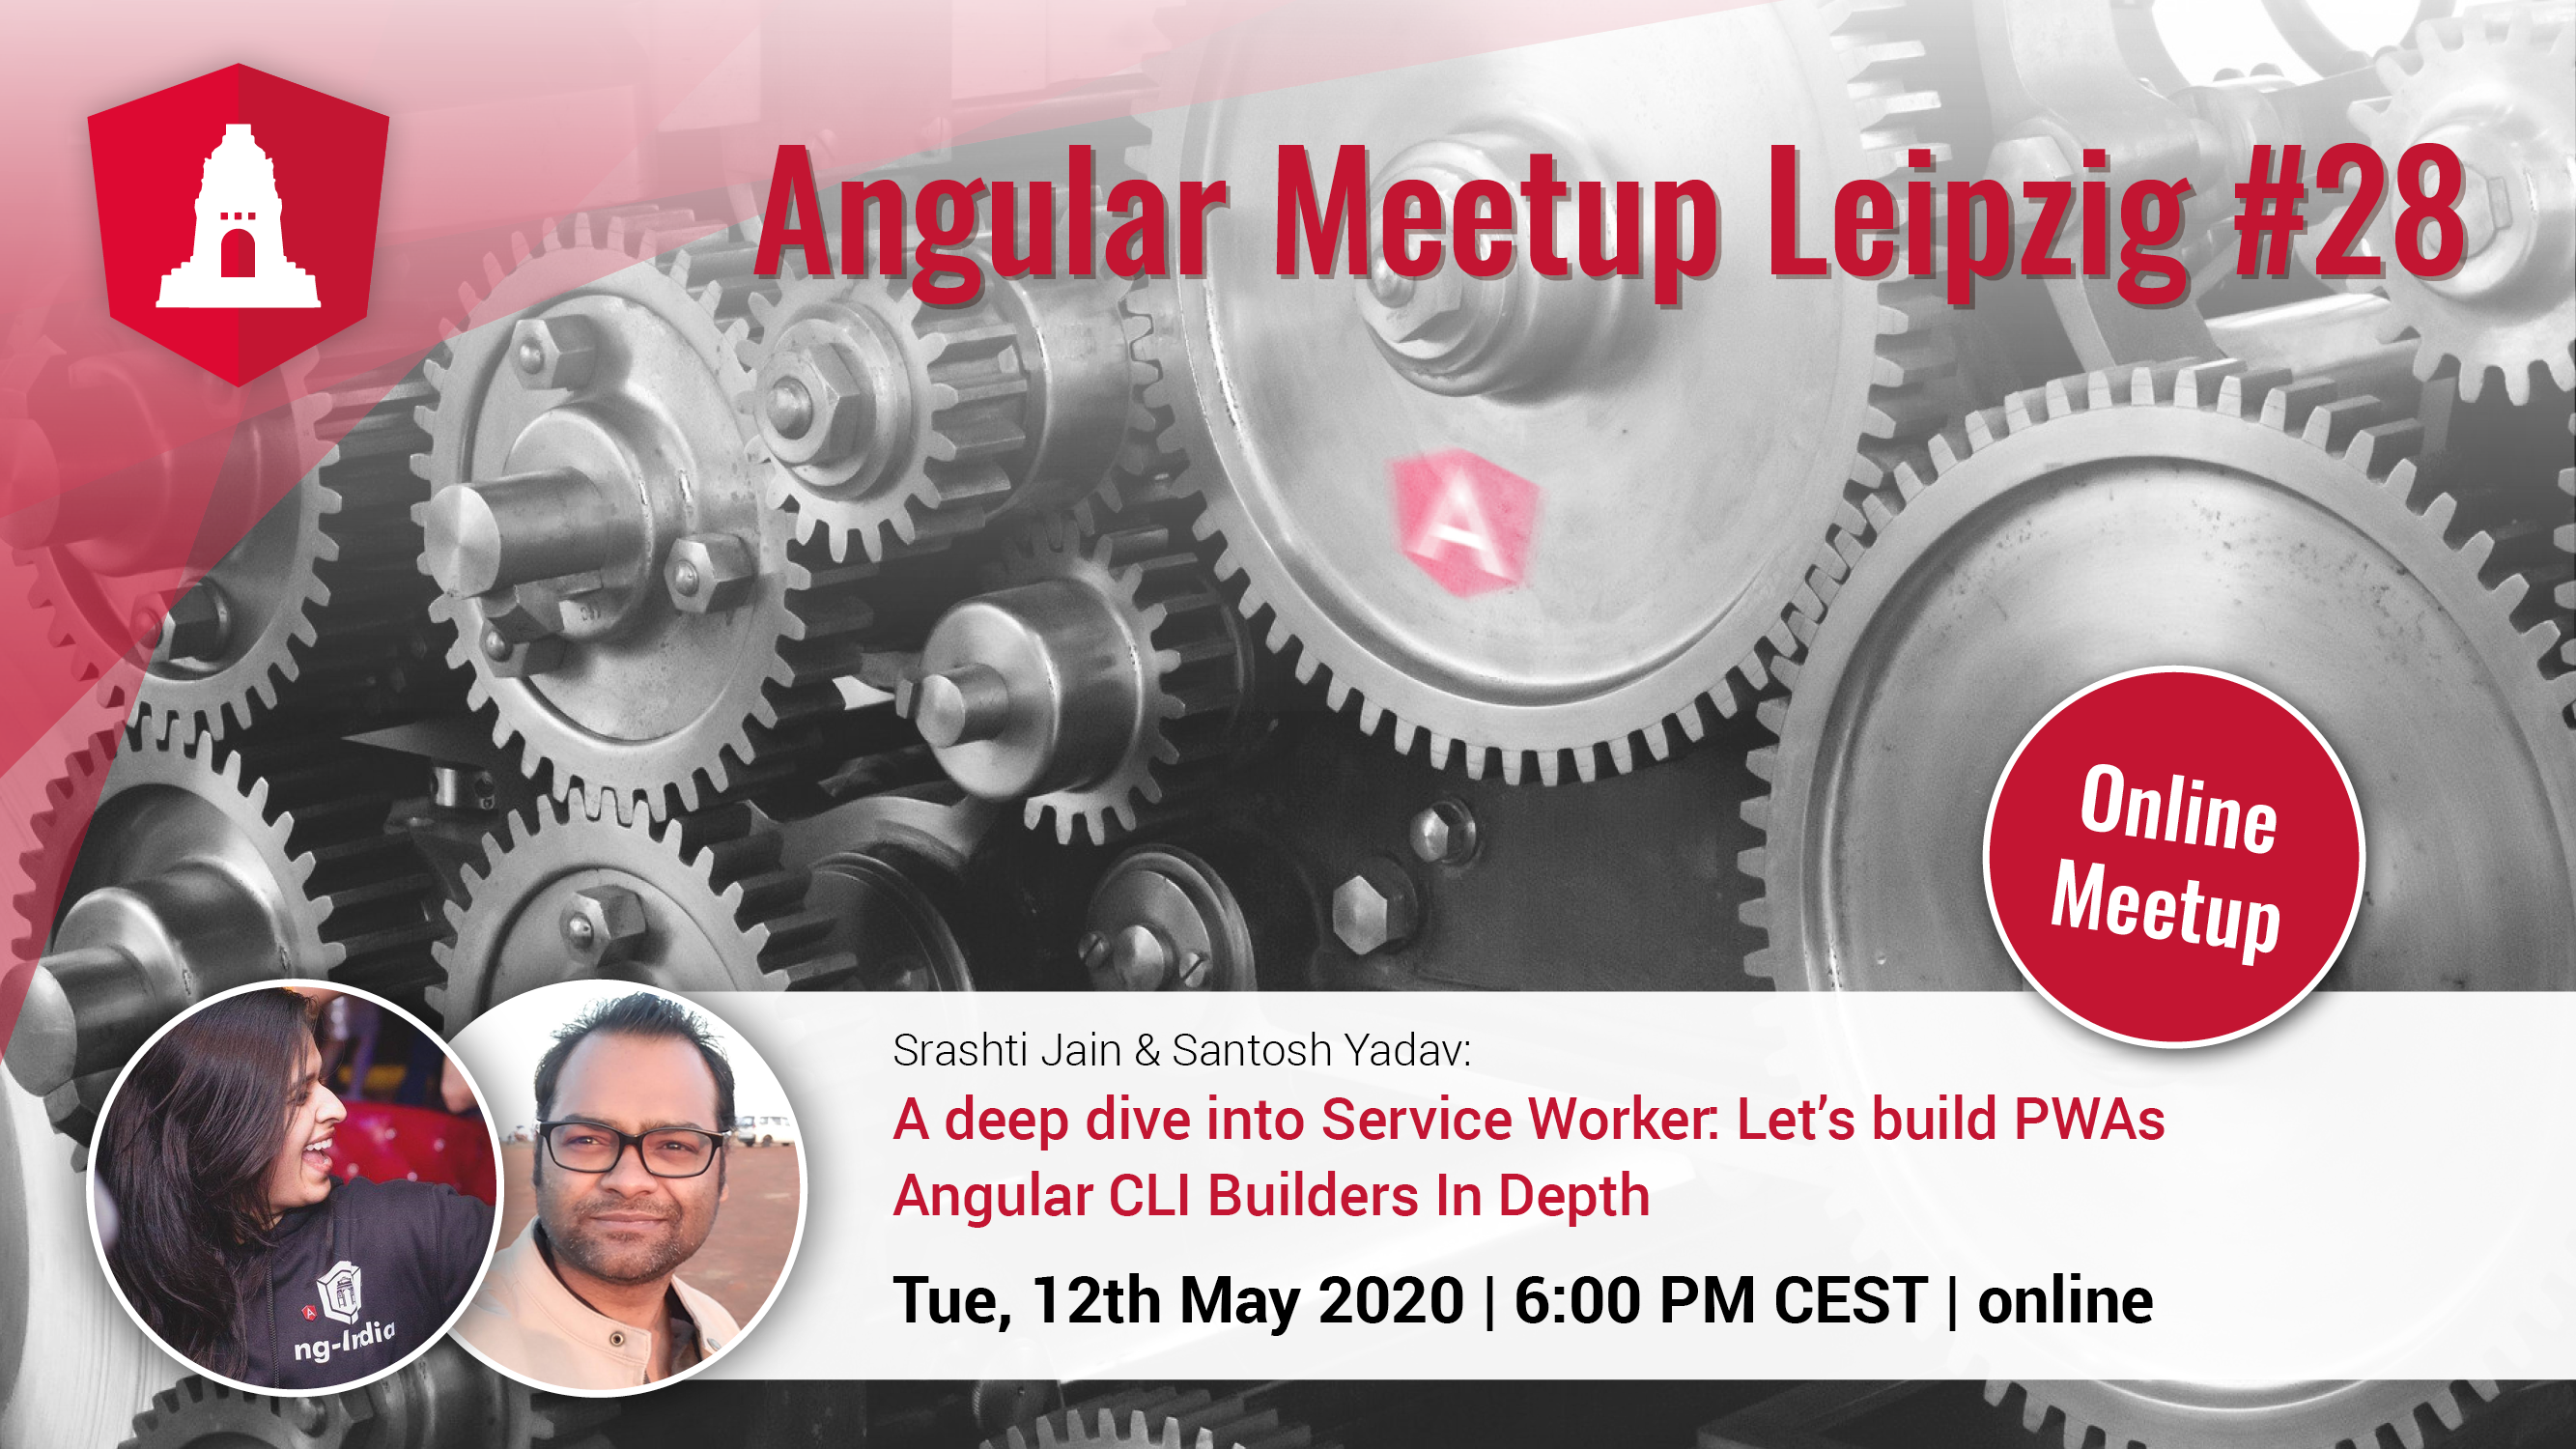 Angular Meetup Leipzig #28
A
Online
Meetup
Srashti Jain & Santosh Yadav:
A deep dive into Service Worker: Let's build PWAs
Angular CLI Builders In Depth
Tue, 12th May 2020 | 6:00 PM CEST | online
A
ng-India